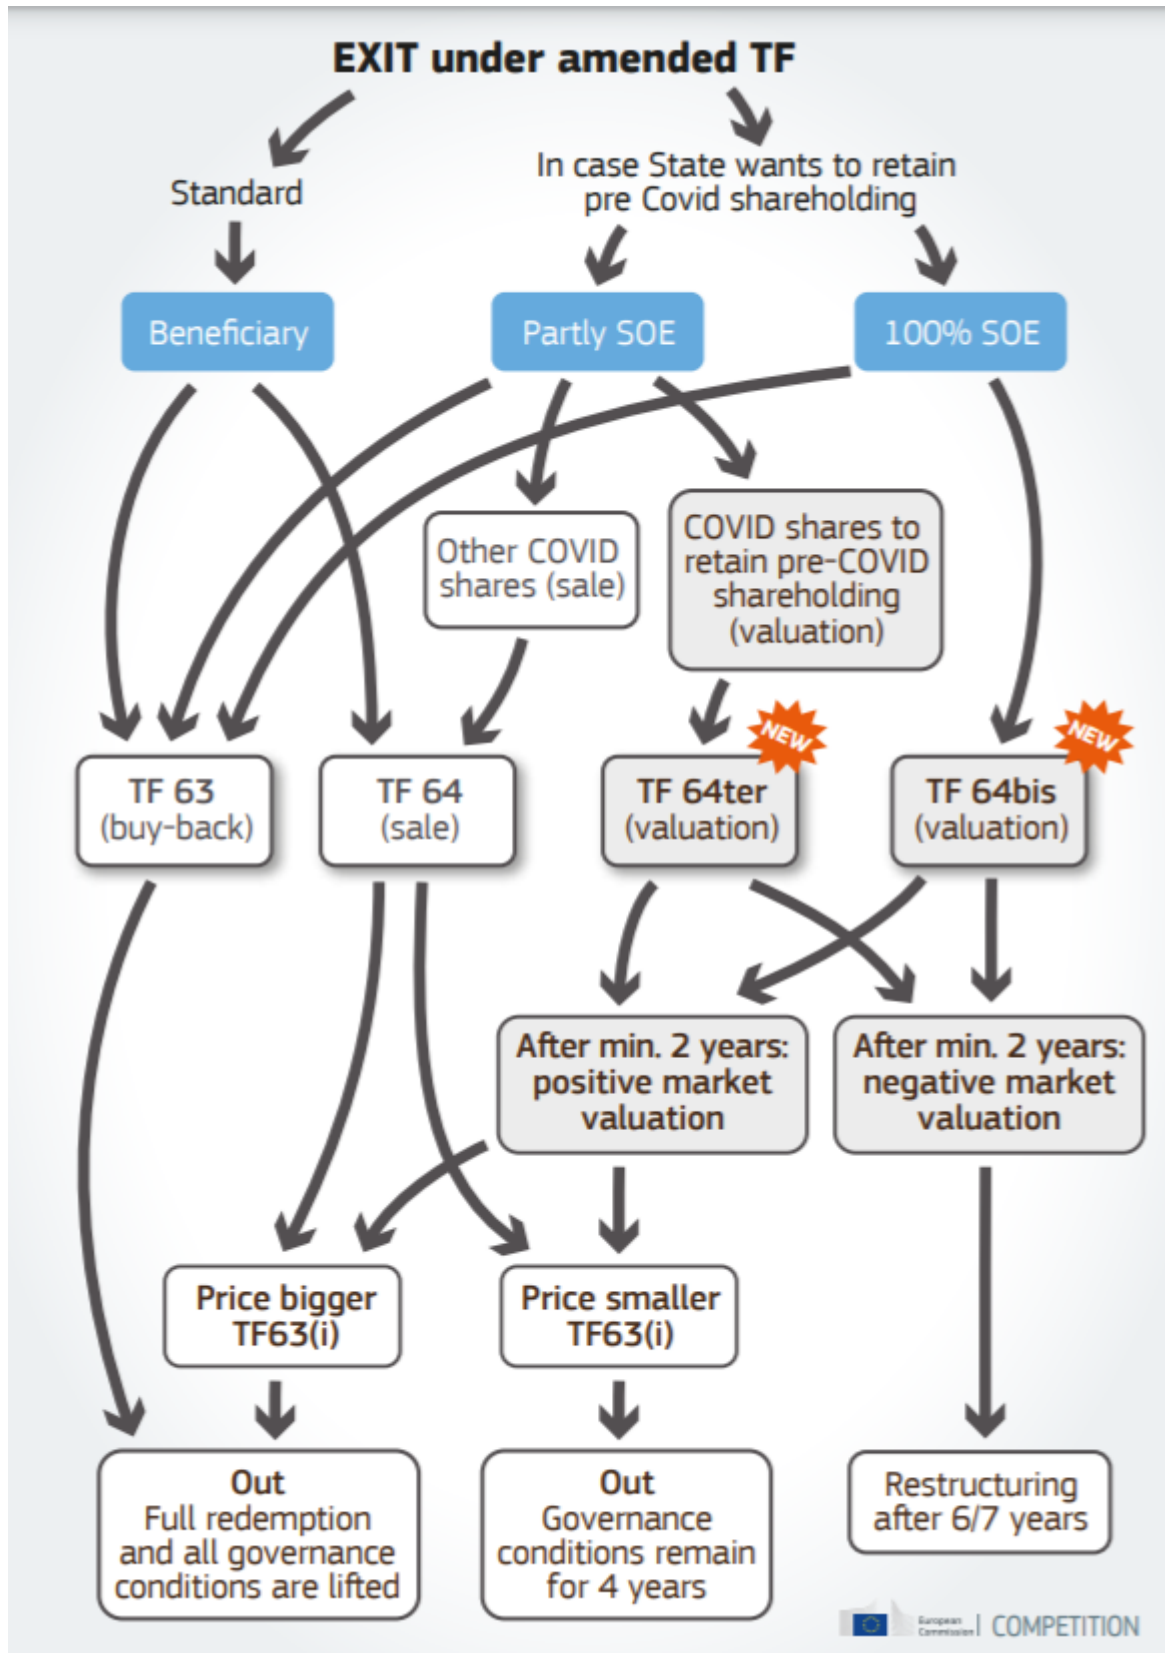 EXIT under amended TF
Standard
In case State wants to retain
pre Covid shareholding
Beneficiary
Partly SOE
100% SOE
Other COVID
shares (sale)
COVID shares to
retain pre-COVID
shareholding
(valuation)
TF 63
(buy-back)
TF 64
(sale)
NEW
TF 64ter
(valuation)
NEW
TF 64bis
(valuation)
After min. 2 years:
positive market
valuation
After min. 2 years:
negative market
valuation
Price bigger
TF63(i)
Price smaller
TF63(i)
Out
Full redemption
and all governance
conditions are lifted
Out
Governance
conditions remain
for 4 years
Restructuring
after 6/7 years
European
Commission
COMPETITION